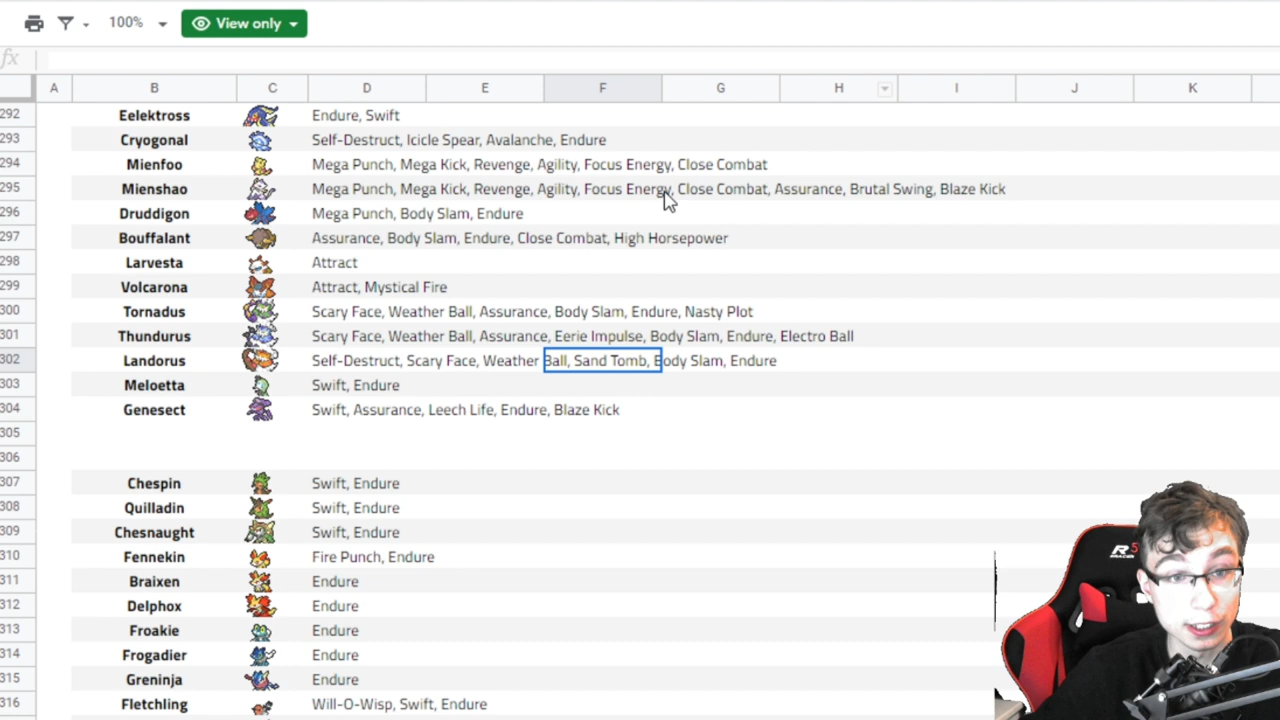 100% View only
fx
A B C D E F G H I J K
292 Eelektross Endure, Swift
293 Cryogonal Self-Destruct, Icicle Spear, Avalanche, Endure
294 Mienfoo Mega Punch, Mega Kick, Revenge, Agility, Focus Energy, Close Combat
295 Mienshao Mega Punch, Mega Kick, Revenge, Agility, Focus Energy, Close Combat, Assurance, Brutal Swing, Blaze Kick
296 Druddigon Mega Punch, Body Slam, Endure
297 Bouffalant Assurance, Body Slam, Endure, Close Combat, High Horsepower
298 Larvesta Attract
299 Volcarona Attract, Mystical Fire
300 Tornadus Scary Face, Weather Ball, Assurance, Body Slam, Endure, Nasty Plot
301 Thundurus Scary Face, Weather Ball, Assurance, Eerie Impulse, Body Slam, Endure, Electro Ball
302 Landorus Self-Destruct, Scary Face, Weather Ball, Sand Tomb, Body Slam, Endure
303 Meloetta Swift, Endure
304 Genesect Swift, Assurance, Leech Life, Endure, Blaze Kick
305
306
307 Chespin Swift, Endure
308 Quilladin Swift, Endure
309 Chesnaught Swift, Endure
310 Fennekin Fire Punch, Endure
311 Braixen Endure
312 Delphox Endure
313 Froakie Endure
314 Frogadier Endure
315 Greninja Endure
316 Fletchling Will-O-Wisp, Swift, Endure